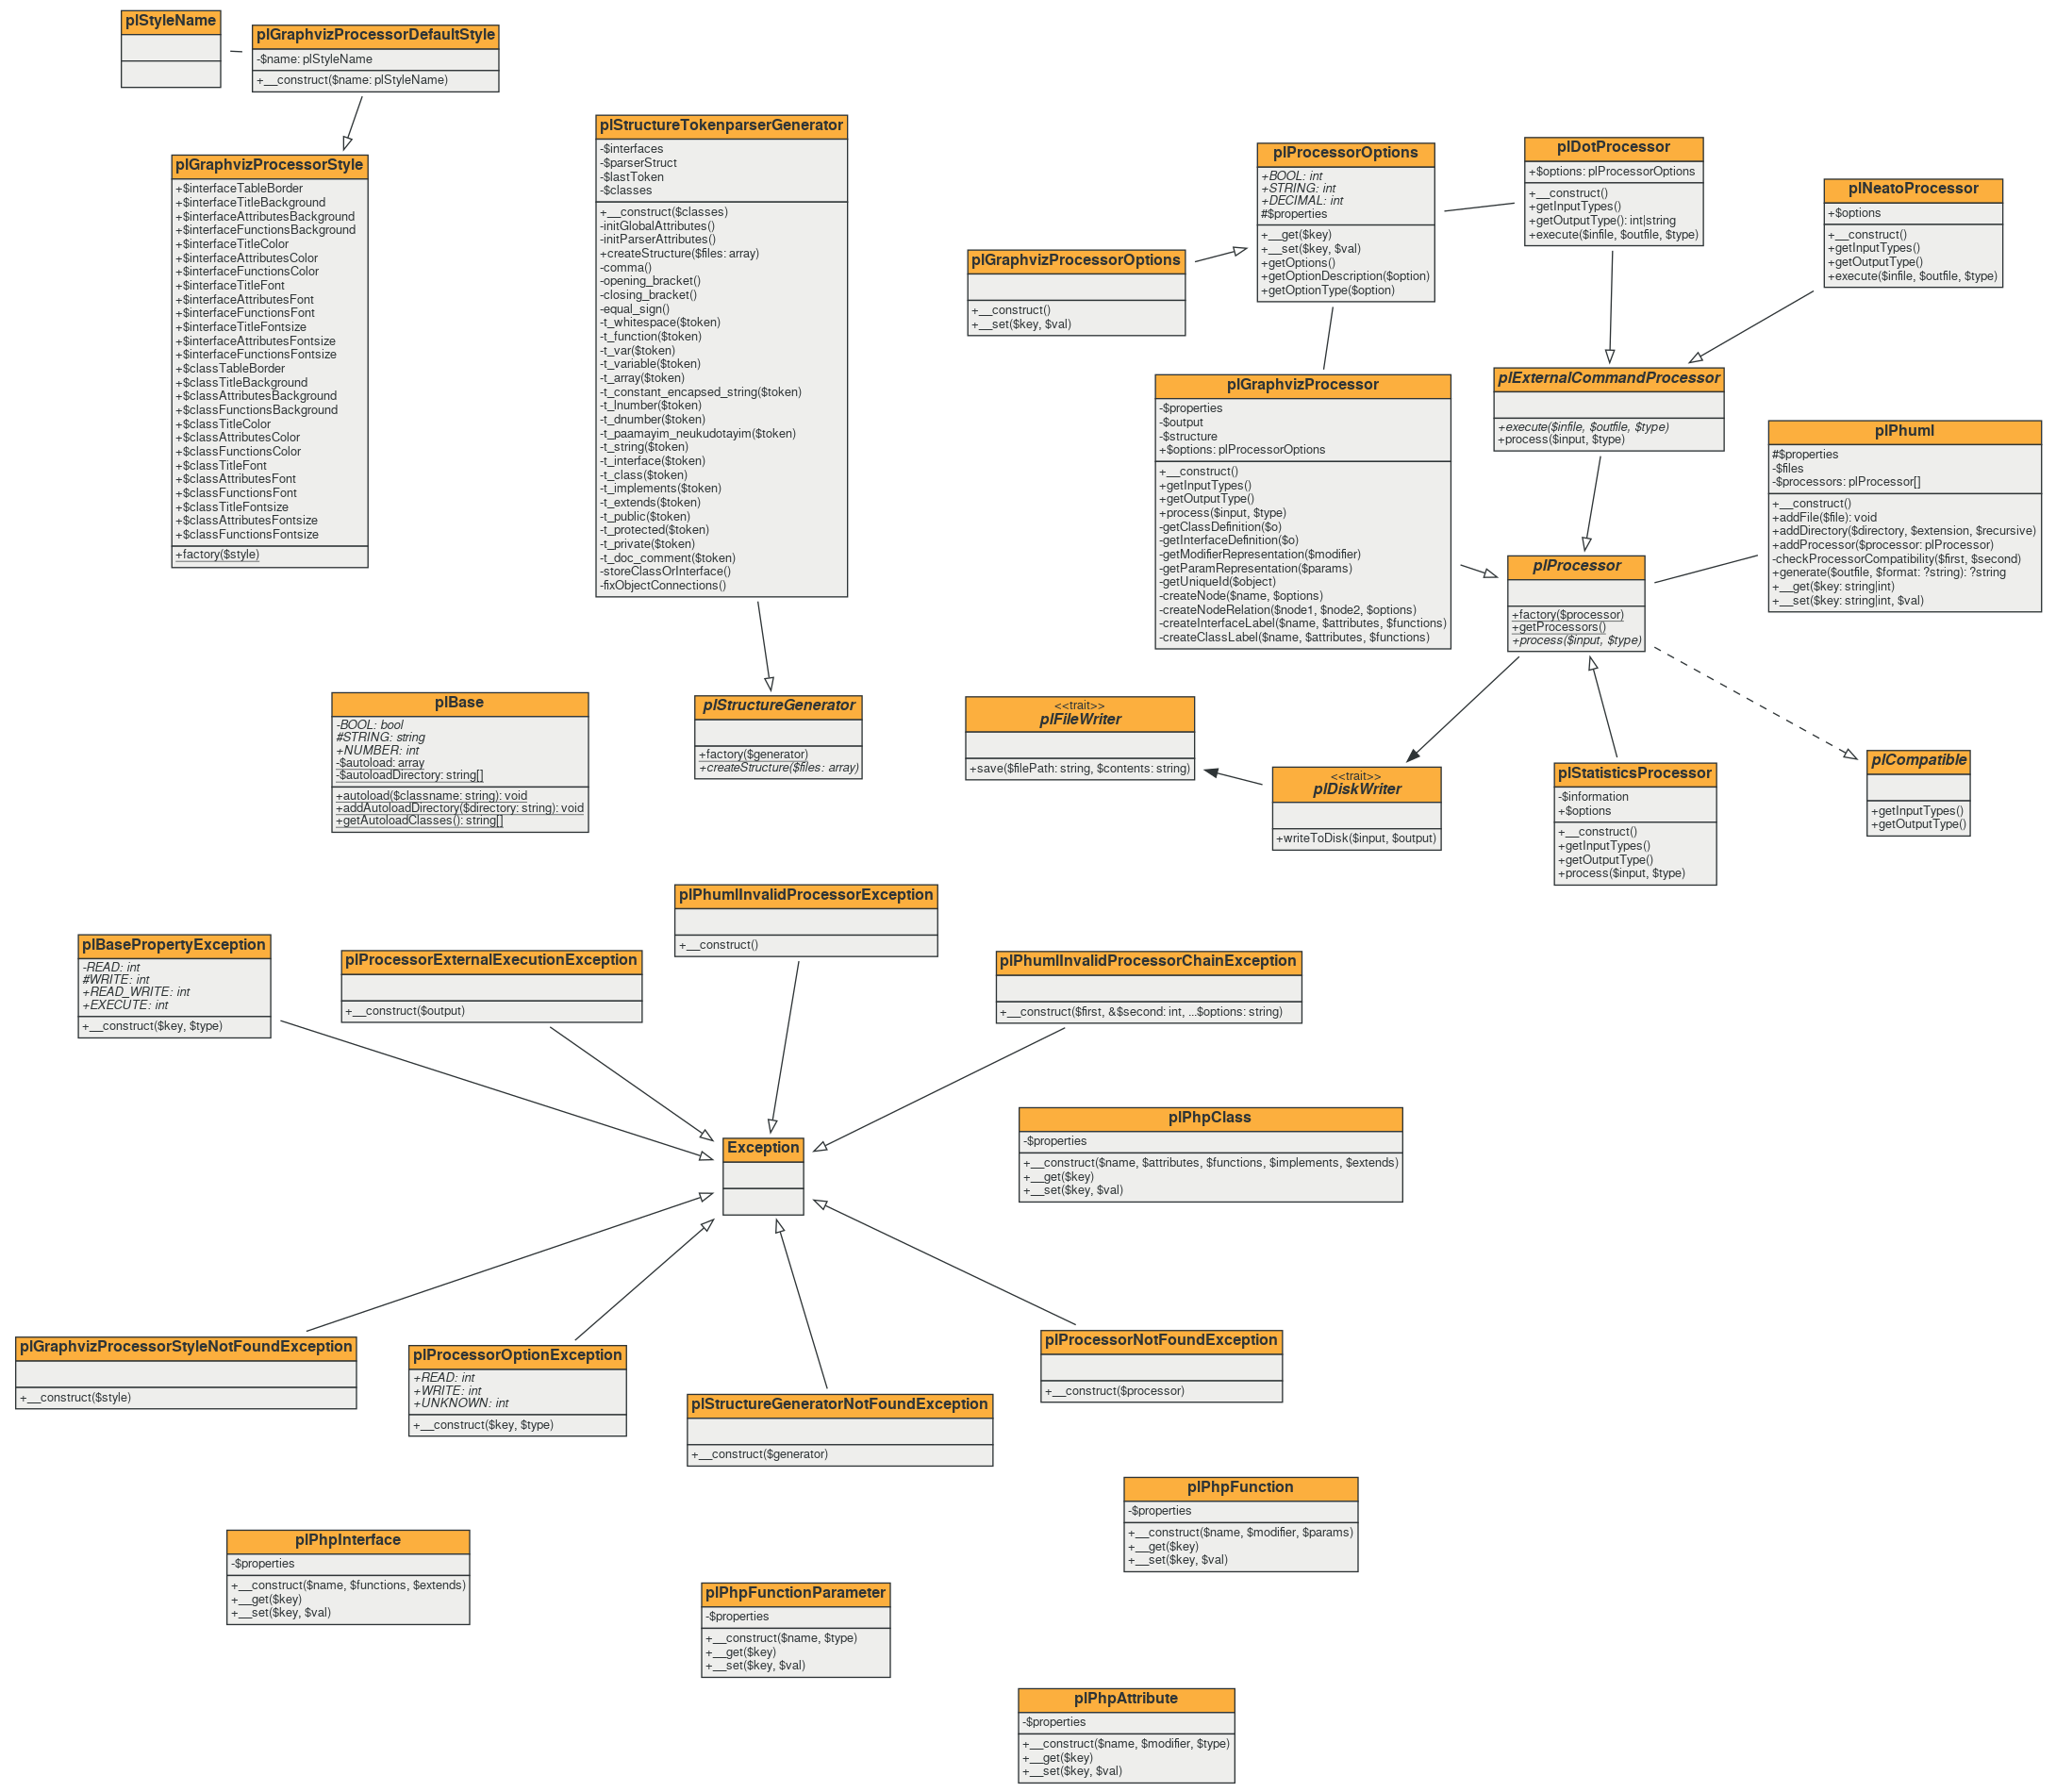 plStyleName
plGraphvizProcessorDefaultStyle
-$name: plStyleName
+__construct($name: plStyleName)
plGraphvizProcessorStyle
+$interfaceTableBorder
+$interfaceTitleBackground
+$interfaceAttributesBackground
+$interfaceFunctionsBackground
+$interfaceTitleColor
+$interfaceAttributesColor
+$interfaceFunctionsColor
+$interfaceTitleFont
+$interfaceAttributesFont
+$interfaceFunctionsFont
+$interfaceTitleFontsize
+$interfaceAttributesFontsize
+$interfaceFunctionsFontsize
+$classTableBorder
+$classTitleBackground
+$classAttributesBackground
+$classFunctionsBackground
+$classTitleColor
+$classAttributesColor
+$classFunctionsColor
+$classTitleFont
+$classAttributesFont
+$classFunctionsFont
+$classTitleFontsize
+$classAttributesFontsize
+$classFunctionsFontsize
+factory($style)
plStructureTokenparserGenerator
-$interfaces
-$parserStruct
-$lastToken
-$classes
+__construct($classes)
-initGlobalAttributes()
-initParserAttributes()
+createStructure($files: array)
-comma()
-opening_bracket()
-closing_bracket()
-equal_sign()
-t_whitespace($token)
-t_function($token)
-t_var($token)
-t_variable($token)
-t_array($token)
-t_constant_encapsed_string($token)
-t_lnumber($token)
-t_dnumber($token)
-t_paamayim_neukudotayim($token)
-t_string($token)
-t_interface($token)
-t_class($token)
-t_implements($token)
-t_extends($token)
-t_public($token)
-t_protected($token)
-t_private($token)
-t_doc_comment($token)
-storeClassOrInterface()
-fixObjectConnections()
plProcessorOptions
+BOOL: int
+STRING: int
+DECIMAL: int
#$properties
+__get($key)
+__set($key, $val)
+getOptions()
+getOptionDescription($option)
+getOptionType($option)
plDotProcessor
+$options: plProcessorOptions
+__construct()
+getInputTypes()
+getOutputType(): int|string
+execute($infile, $outfile, $type)
plNeatoProcessor
+$options
+__construct()
+getInputTypes()
+getOutputType()
+execute($infile, $outfile, $type)
plGraphvizProcessorOptions
+__construct()
+__set($key, $val)
plGraphvizProcessor
-$properties
-$output
-$structure
+$options: plProcessorOptions
+__construct()
+getInputTypes()
+getOutputType()
+process($input, $type)
-getClassDefinition($o)
-getInterfaceDefinition($o)
-getModifierRepresentation($modifier)
-getParamRepresentation($params)
-getUniqueId($object)
-createNode($name, $options)
-createNodeRelation($node1, $node2, $options)
-createInterfaceLabel($name, $attributes, $functions)
-createClassLabel($name, $attributes, $functions)
plExternalCommandProcessor
+execute($infile, $outfile, $type)
+process($input, $type)
plPhuml
#$properties
-$files
-$processors: plProcessor[]
+__construct()
+addFile($file): void
+addDirectory($directory, $extension, $recursive)
+addProcessor($processor: plProcessor)
-checkProcessorCompatibility($first, $second)
+generate($outfile, $format: ?string): ?string
+__get($key: string|int)
+__set($key: string|int, $val)
plProcessor
+factory($processor)
+getProcessors()
+process($input, $type)
plBase
-BOOL: bool
#STRING: string
+NUMBER: int
-$autoload: array
-$autoloadDirectory: string[]
+autoload($classname: string): void
+addAutoloadDirectory($directory: string): void
+getAutoloadClasses(): string[]
plStructureGenerator
+factory($generator)
+createStructure($files: array)
<<trait>>
plFileWriter
+save($filePath: string, $contents: string)
<<trait>>
plDiskWriter
+writeToDisk($input, $output)
plStatisticsProcessor
-$information
+$options
+__construct()
+getInputTypes()
+getOutputType()
+process($input, $type)
plCompatible
+getInputTypes()
+getOutputType()
plPhumlInvalidProcessorException
+__construct()
plBasePropertyException
-READ: int
#WRITE: int
+READ_WRITE: int
+EXECUTE: int
+__construct($key, $type)
plProcessorExternalExecutionException
+__construct($output)
plPhumlInvalidProcessorChainException
+__construct($first, &$second: int, ...$options: string)
Exception
plPhpClass
-$properties
+__construct($name, $attributes, $functions, $implements, $extends)
+__get($key)
+__set($key, $val)
plGraphvizProcessorStyleNotFoundException
+__construct($style)
plProcessorOptionException
+READ: int
+WRITE: int
+UNKNOWN: int
+__construct($key, $type)
plStructureGeneratorNotFoundException
+__construct($generator)
plProcessorNotFoundException
+__construct($processor)
plPhpFunction
-$properties
+__construct($name, $modifier, $params)
+__get($key)
+__set($key, $val)
plPhpInterface
-$properties
+__construct($name, $functions, $extends)
+__get($key)
+__set($key, $val)
plPhpFunctionParameter
-$properties
+__construct($name, $type)
+__get($key)
+__set($key, $val)
plPhpAttribute
-$properties
+__construct($name, $modifier, $type)
+__get($key)
+__set($key, $val)